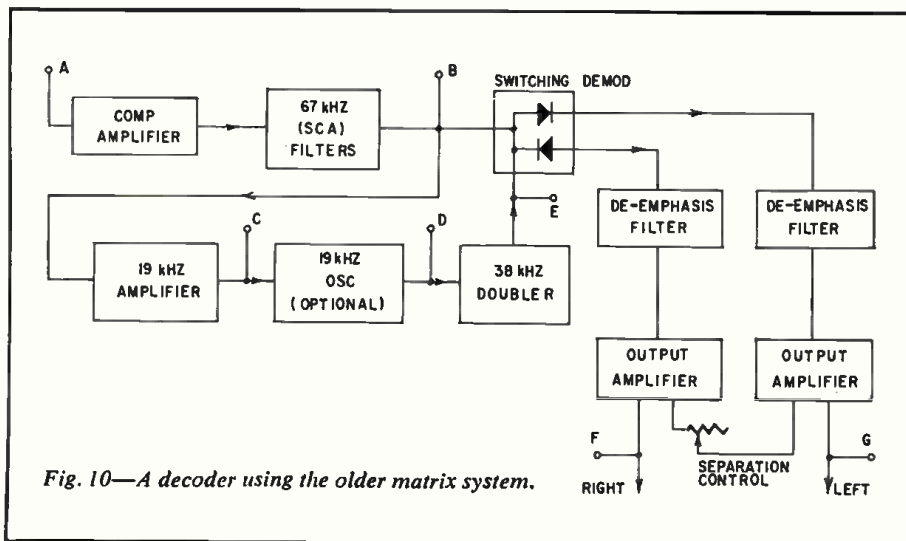 A
B
SWITCHING DEMOD
COMP
AMPLIFIER
67 kHZ
(SCA)
FILTERS
E
C
D
DE-EMPHASIS
FILTER
DE-EMPHASIS
FILTER
19 kHZ
AMPLIFIER
19 kHZ
OSC
(OPTIONAL)
38 kHZ
DOUBLER
OUTPUT
AMPLIFIER
OUTPUT
AMPLIFIER
F
G
SEPARATION
CONTROL
RIGHT
LEFT
Fig. 10—A decoder using the older matrix system.